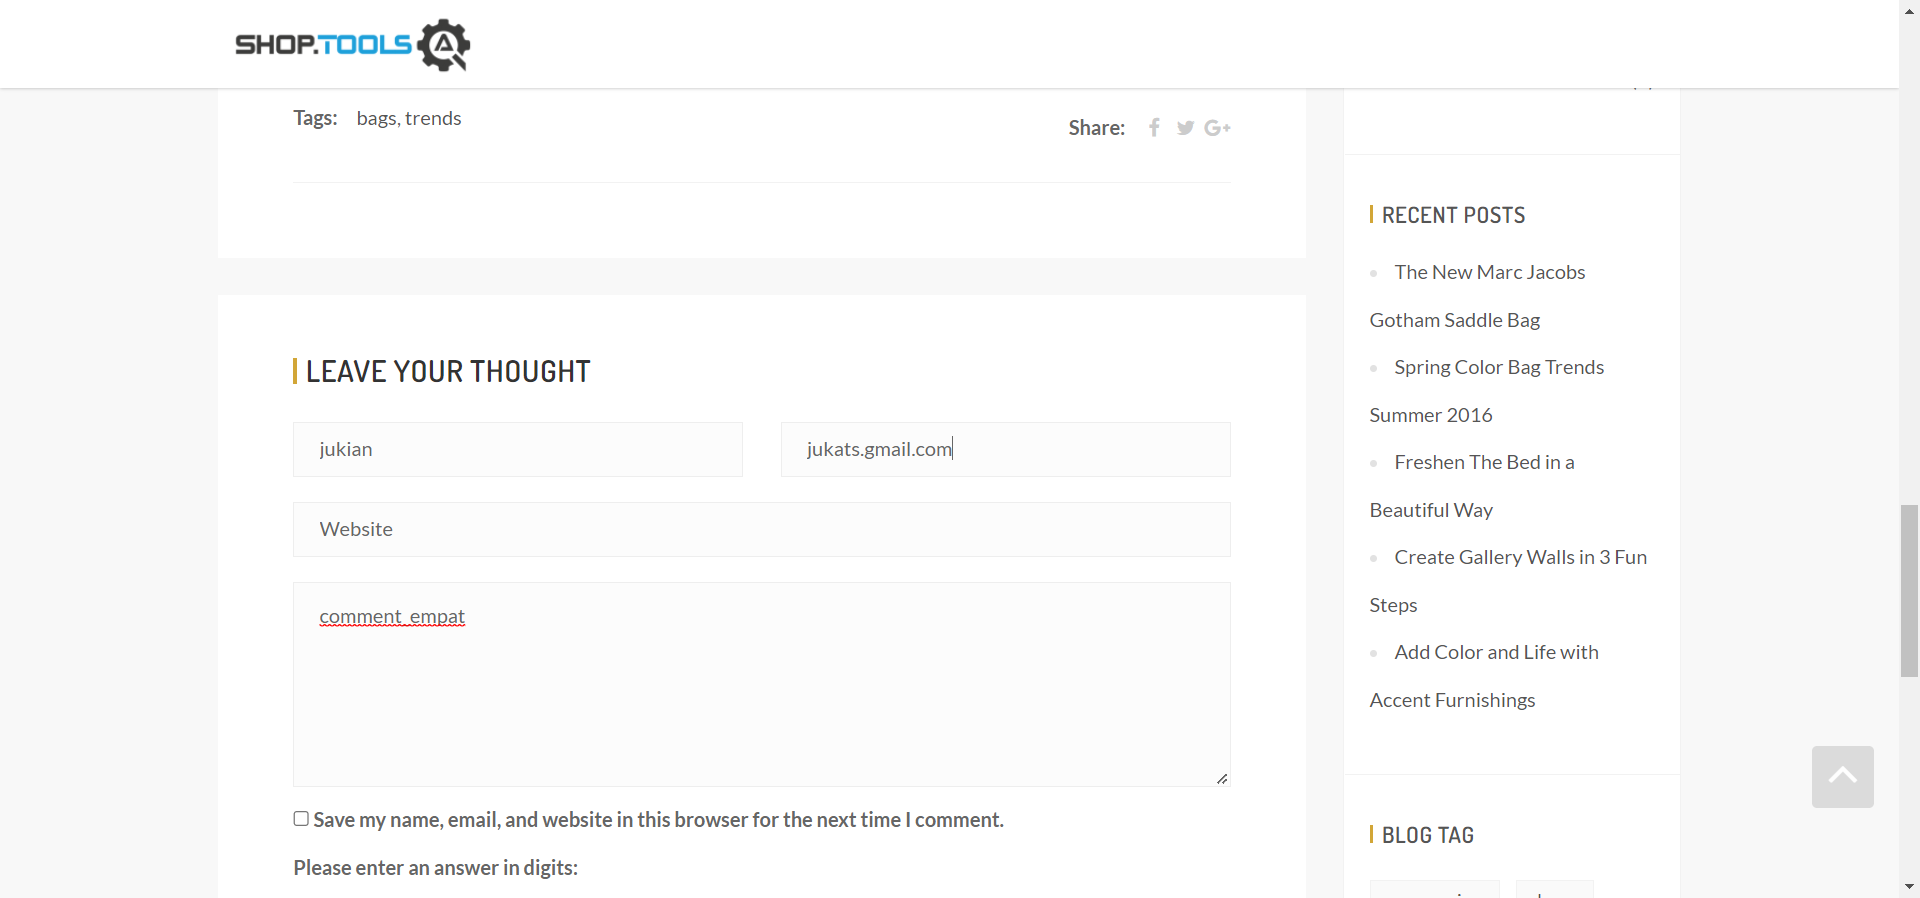 SHOP.TOOLS
Tags: bags, trends
Share:
LEAVE YOUR THOUGHT
jukian
jukats.gmail.com
Website
comment_empat
Save my name, email, and website in this browser for the next time I comment.
Please enter an answer in digits:
RECENT POSTS
The New Marc Jacobs
Gotham Saddle Bag
Spring Color Bag Trends
Summer 2016
Freshen The Bed in a
Beautiful Way
Create Gallery Walls in 3 Fun
Steps
Add Color and Life with
Accent Furnishings
BLOG TAG